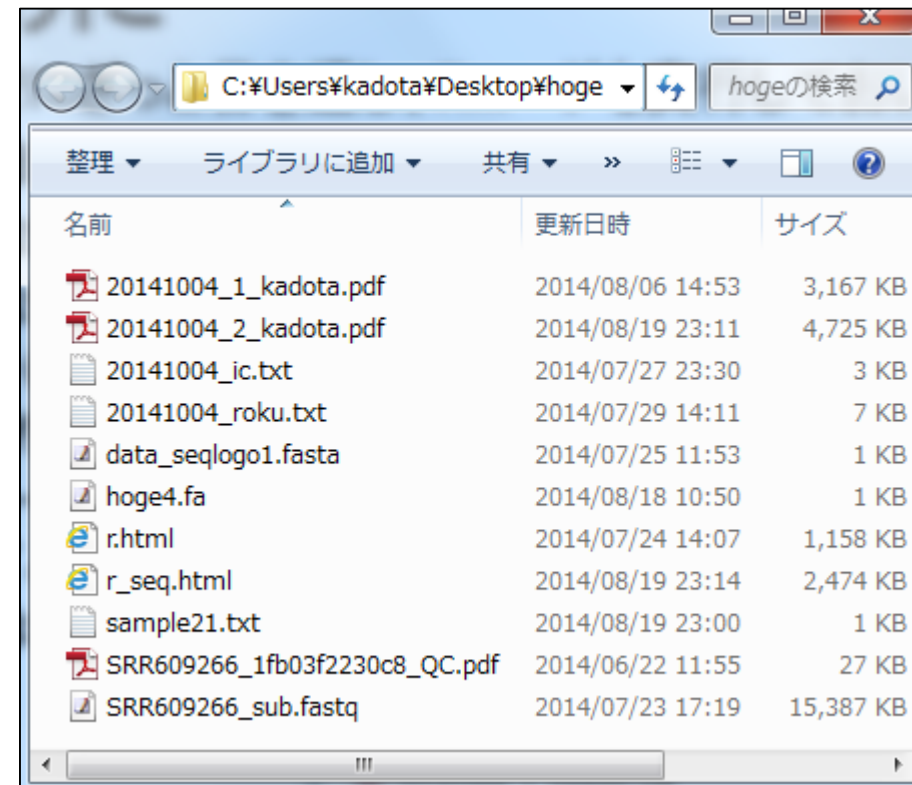 C:¥Users¥kadota¥Desktop¥hoge hogeの検索
整理 ライブラリに追加 共有 »
名前 更新日時 サイズ
20141004_1_kadota.pdf 2014/08/06 14:53 3,167 KB
20141004_2_kadota.pdf 2014/08/19 23:11 4,725 KB
20141004_ic.txt 2014/07/27 23:30 3 KB
20141004_roku.txt 2014/07/29 14:11 7 KB
data_seqlogo1.fasta 2014/07/25 11:53 1 KB
hoge4.fa 2014/08/18 10:50 1 KB
r.html 2014/07/24 14:07 1,158 KB
r_seq.html 2014/08/19 23:14 2,474 KB
sample21.txt 2014/08/19 23:00 1 KB
SRR609266_1fb03f2230c8_QC.pdf 2014/06/22 11:55 27 KB
SRR609266_sub.fastq 2014/07/23 17:19 15,387 KB